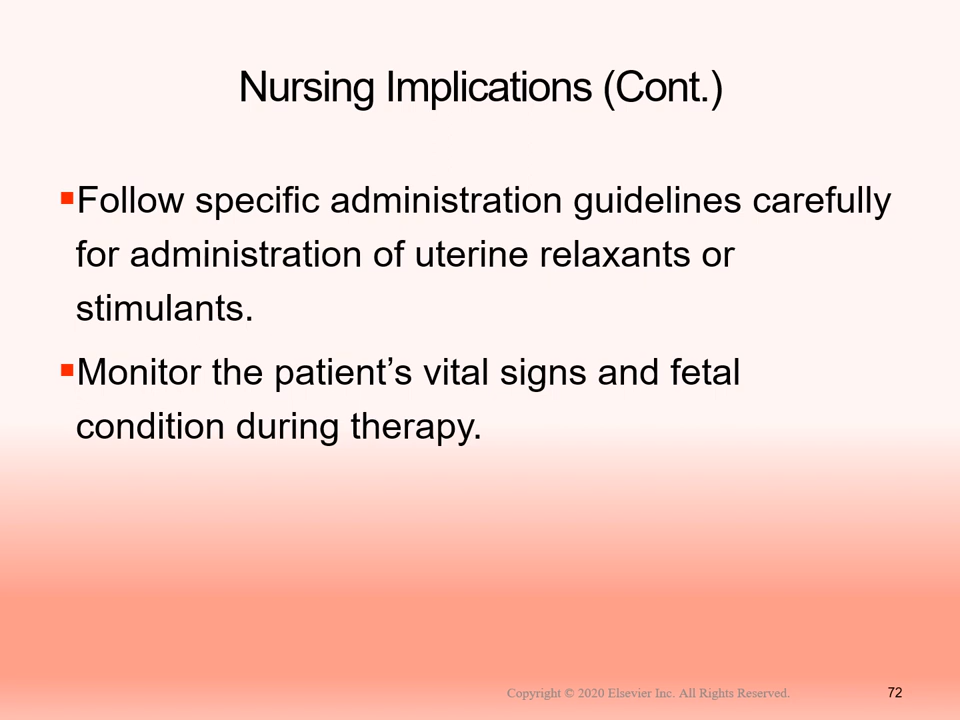 Nursing Implications (Cont.)
▪Follow specific administration guidelines carefully
for administration of uterine relaxants or
stimulants.
▪Monitor the patient’s vital signs and fetal
condition during therapy.
Copyright © 2020 Elsevier Inc. All Rights Reserved.
72